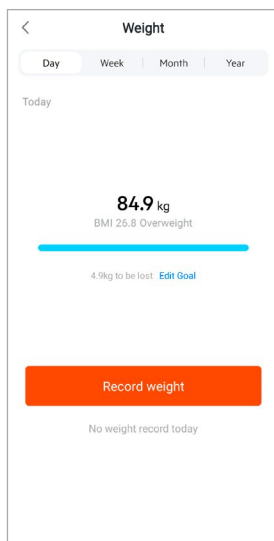 Weight
Day Week Month Year
Today
84.9 kg
BMI 26.8 Overweight
4.9kg to be lost Edit Goal
Record weight
No weight record today